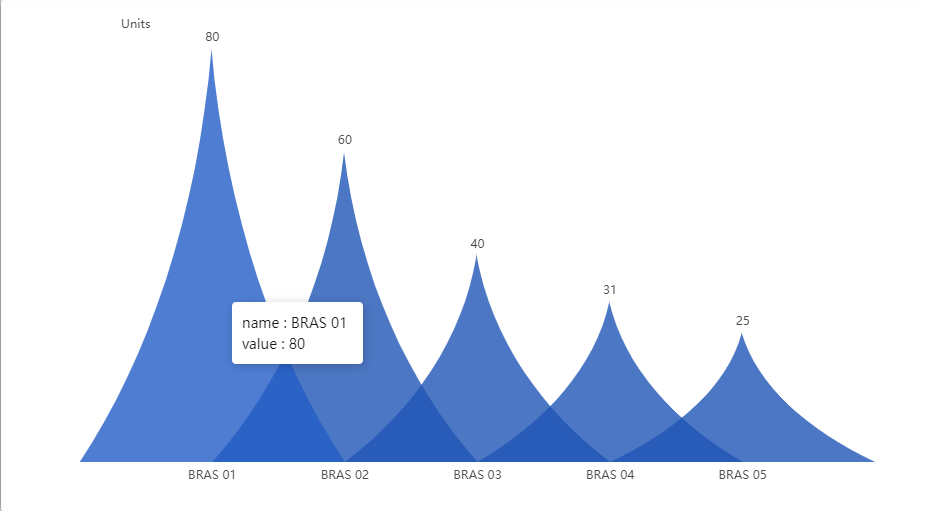 Units
80
60
40
31
25
name : BRAS 01
value : 80
BRAS 01
BRAS 02
BRAS 03
BRAS 04
BRAS 05